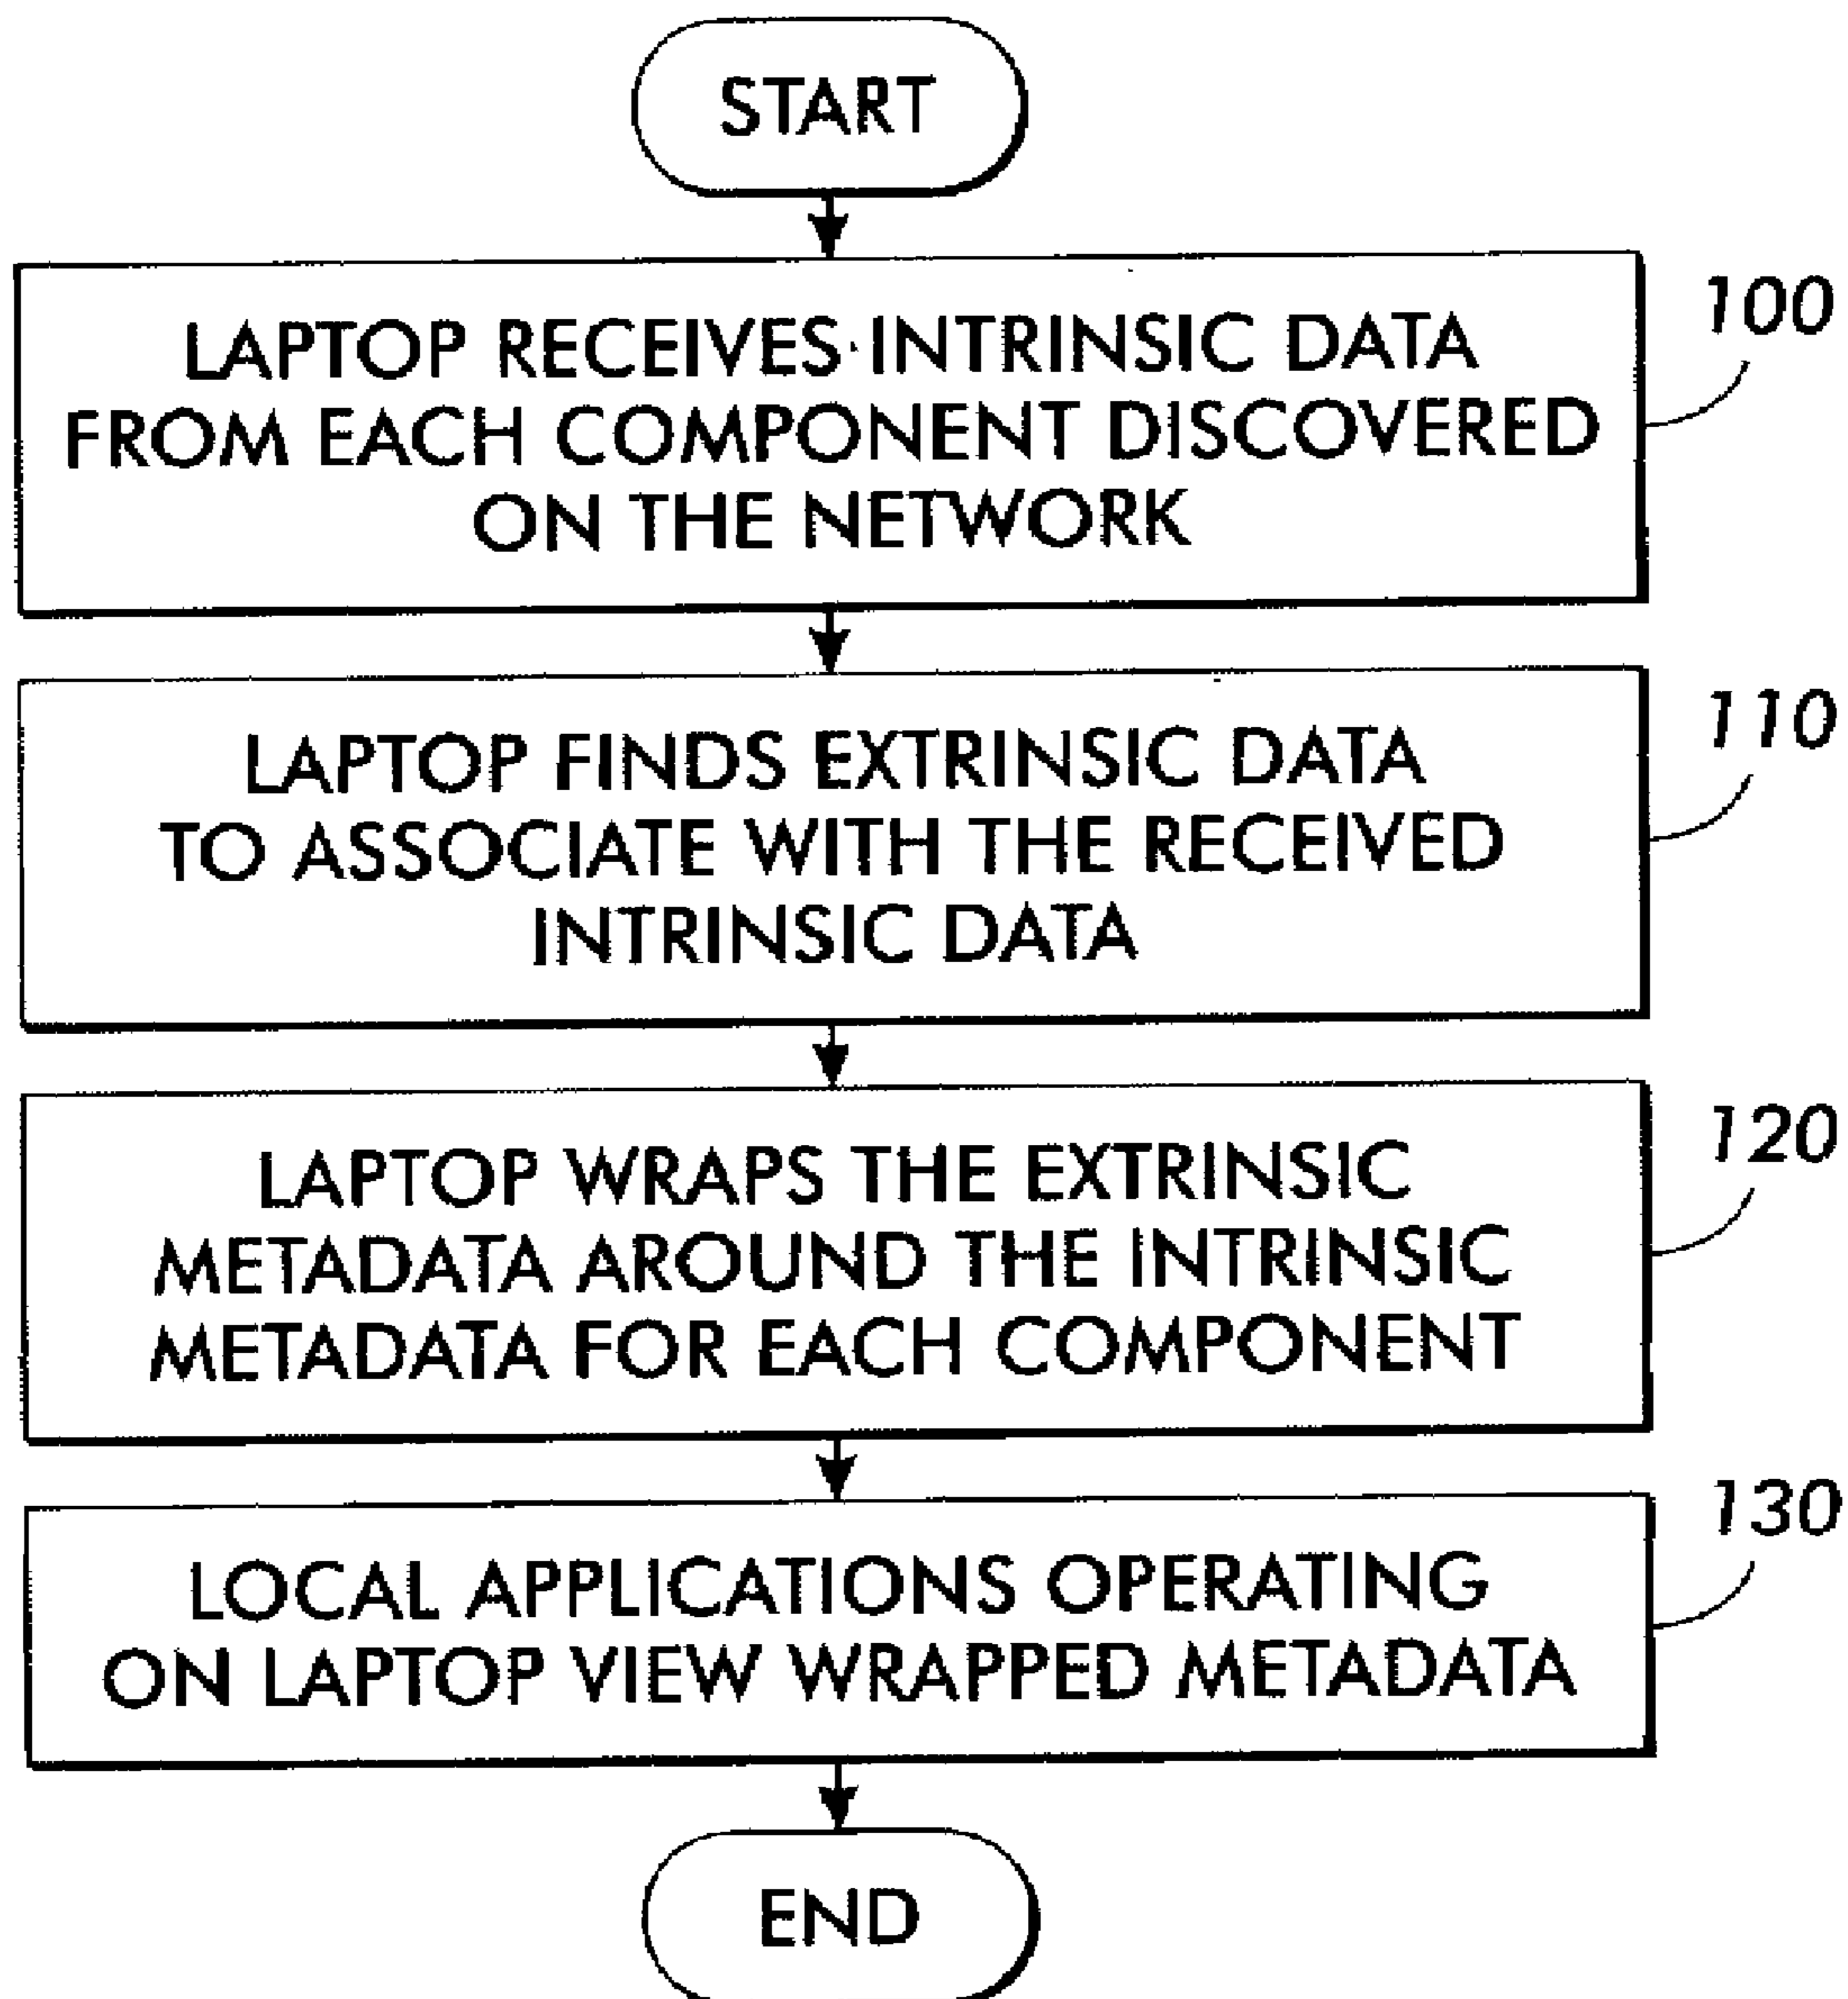 START
LAPTOP RECEIVES INTRINSIC DATA
FROM EACH COMPONENT DISCOVERED
ON THE NETWORK
100
LAPTOP FINDS EXTRINSIC DATA
TO ASSOCIATE WITH THE RECEIVED
INTRINSIC DATA
110
LAPTOP WRAPS THE EXTRINSIC
METADATA AROUND THE INTRINSIC
METADATA FOR EACH COMPONENT
120
LOCAL APPLICATIONS OPERATING
ON LAPTOP VIEW WRAPPED METADATA
130
END